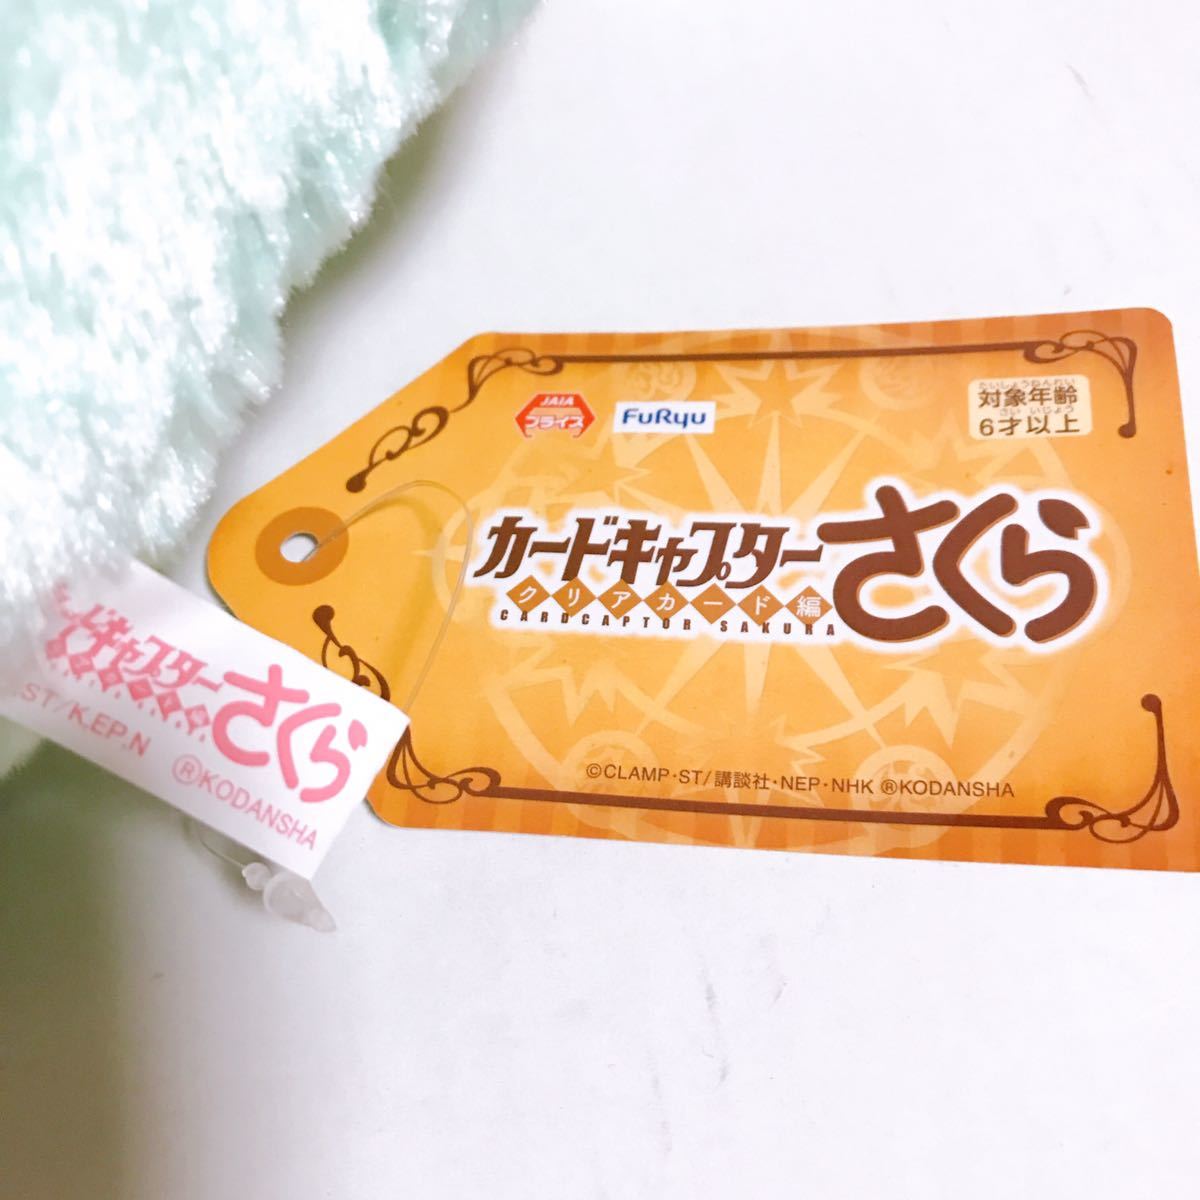 JAIA
プライズ
FuRyu
たいしょうねんれい
対象年齢
さい いじょう
6才以上
カードキャプターさくら
クリアカード編
CARDCAPTOR SAKURA
©CLAMP・ST/講談社・NEP・NHK ®KODANSHA
ードキャプターさくら
.ST/K.EP.N ®KODANSHA